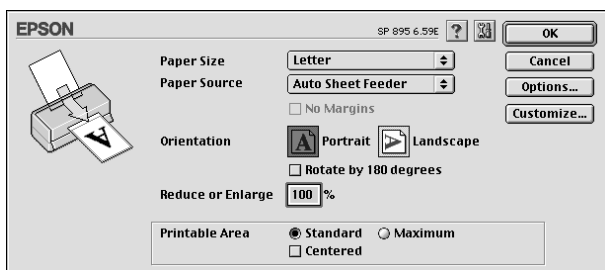 EPSON SP 895 6.59E ? OK
Paper Size Letter Cancel
Paper Source Auto Sheet Feeder Options...
No Margins Customize...
Orientation A Portrait A Landscape
Rotate by 180 degrees
Reduce or Enlarge 100 %
Printable Area Standard Maximum
Centered
A